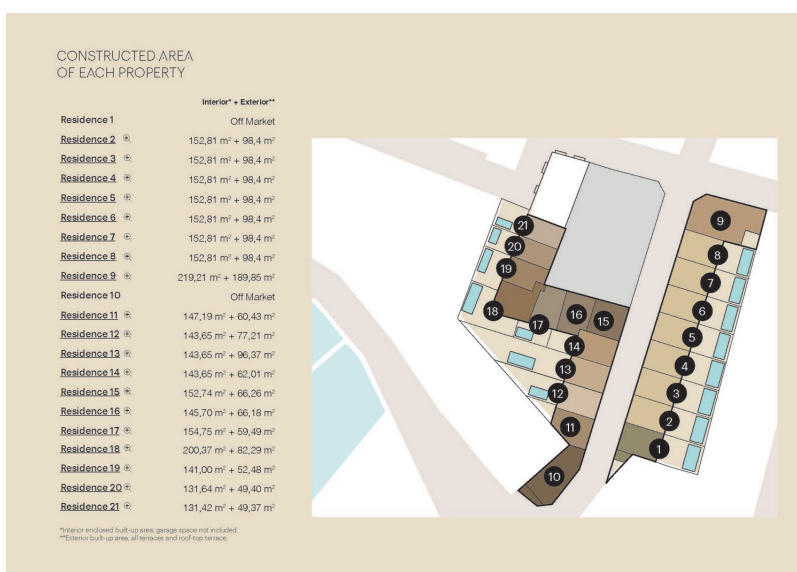 CONSTRUCTED AREA
OF EACH PROPERTY
Interior* + Exterior**
Residence 1 Off Market
Residence 2 152,81 m² + 98,4 m²
Residence 3 152,81 m² + 98,4 m²
Residence 4 152,81 m² + 98,4 m²
Residence 5 152,81 m² + 98,4 m²
Residence 6 152,81 m² + 98,4 m²
Residence 7 152,81 m² + 98,4 m²
Residence 8 152,81 m² + 98,4 m²
Residence 9 219,21 m² + 189,85 m²
Residence 10 Off Market
Residence 11 147,19 m² + 60,43 m²
Residence 12 143,65 m² + 77,21 m²
Residence 13 143,65 m² + 96,37 m²
Residence 14 143,65 m² + 62,01 m²
Residence 15 152,74 m² + 66,26 m²
Residence 16 145,70 m² + 66,18 m²
Residence 17 154,75 m² + 59,49 m²
Residence 18 200,37 m² + 82,29 m²
Residence 19 141,00 m² + 52,48 m²
Residence 20 131,64 m² + 49,40 m²
Residence 21 131,42 m² + 49,37 m²
*Interior enclosed built-up area, garage space not included.
**Exterior built-up area: all terraces and roof-top terrace.
9
21
20
8
19
7
18
6
16
15
17
5
14
4
13
12
3
11
2
1
10